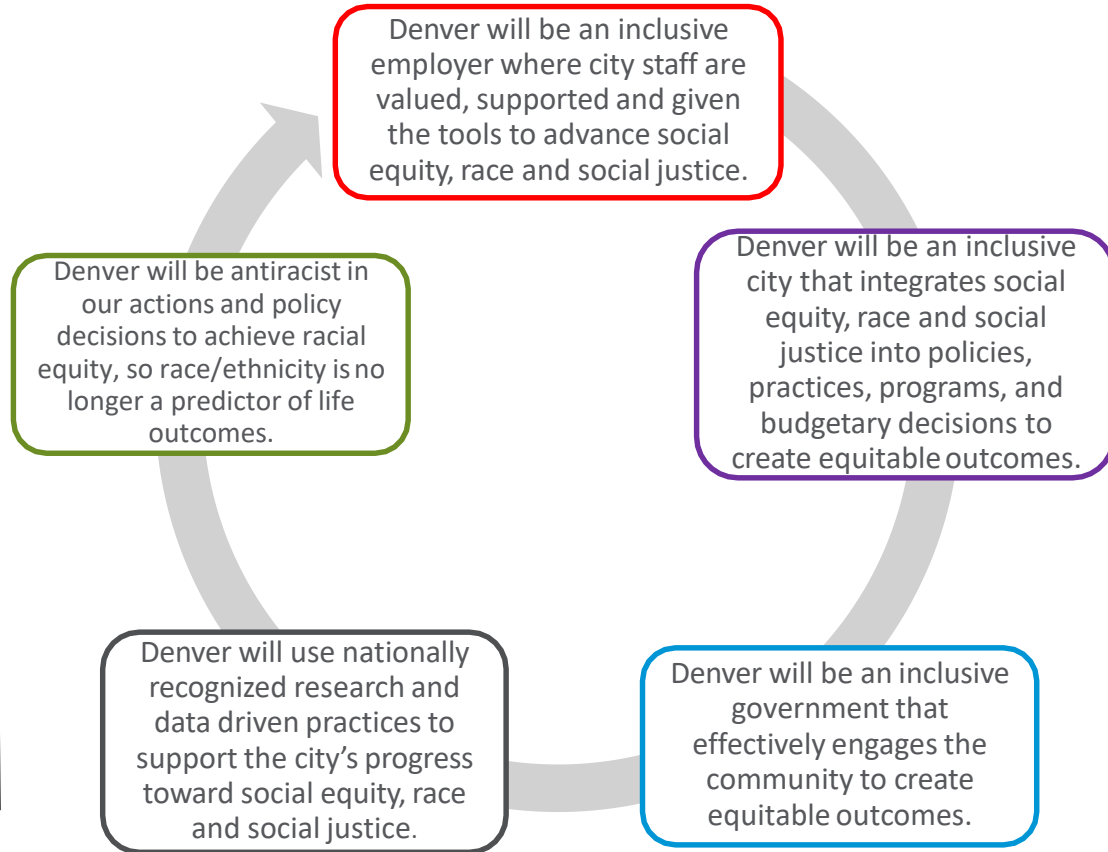 Denver will be an inclusive
employer where city staff are
valued, supported and given
the tools to advance social
equity, race and social justice.
Denver will be an inclusive
city that integrates social
equity, race and social
justice into policies,
practices, programs, and
budgetary decisions to
create equitable outcomes.
Denver will be an inclusive
government that
effectively engages the
community to create
equitable outcomes.
Denver will use nationally
recognized research and
data driven practices to
support the city’s progress
toward social equity, race
and social justice.
Denver will be antiracist in
our actions and policy
decisions to achieve racial
equity, so race/ethnicity is no
longer a predictor of life
outcomes.